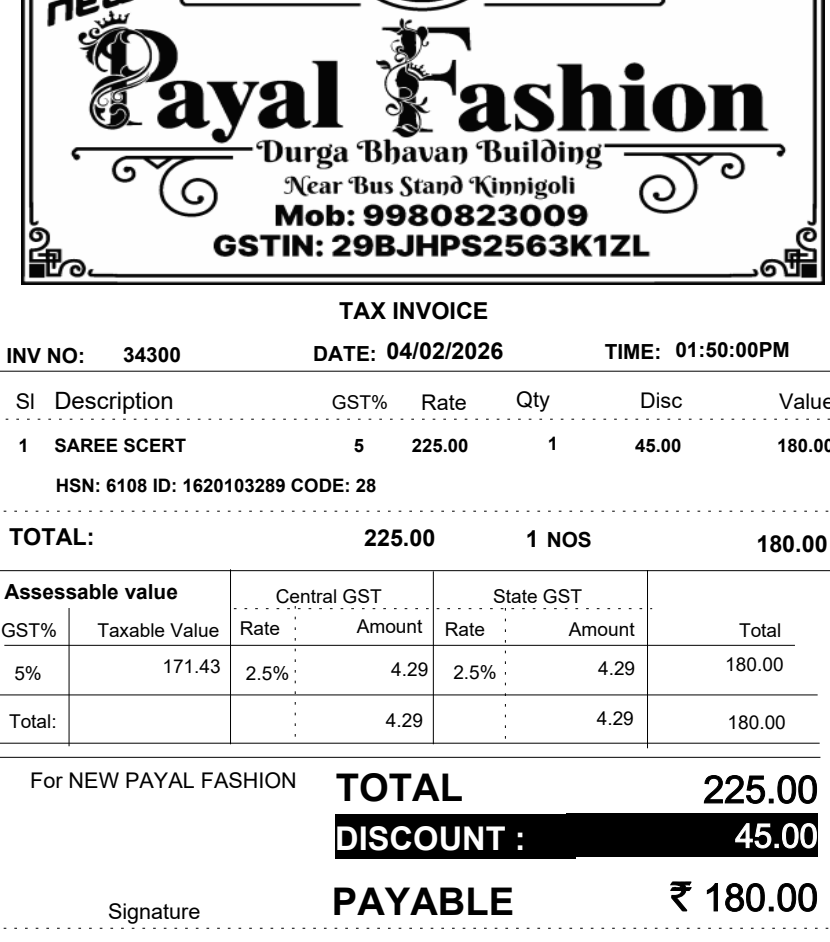 new
Payal Fashion
Durga Bhavan Building
Near Bus Stand Kinnigoli
Mob: 9980823009
GSTIN: 29BJHPS2563K1ZL
TAX INVOICE
INV NO: 34300 DATE: 04/02/2026 TIME: 01:50:00PM
Sl Description GST% Rate Qty Disc Value
1 SAREE SCERT 5 225.00 1 45.00 180.00
HSN: 6108 ID: 1620103289 CODE: 28
TOTAL: 225.00 1 NOS 180.00
Assessable value Central GST State GST
GST% Taxable Value Rate Amount Rate Amount Total
5% 171.43 2.5% 4.29 2.5% 4.29 180.00
Total: 4.29 4.29 180.00
For NEW PAYAL FASHION TOTAL 225.00
DISCOUNT : 45.00
Signature PAYABLE ₹ 180.00